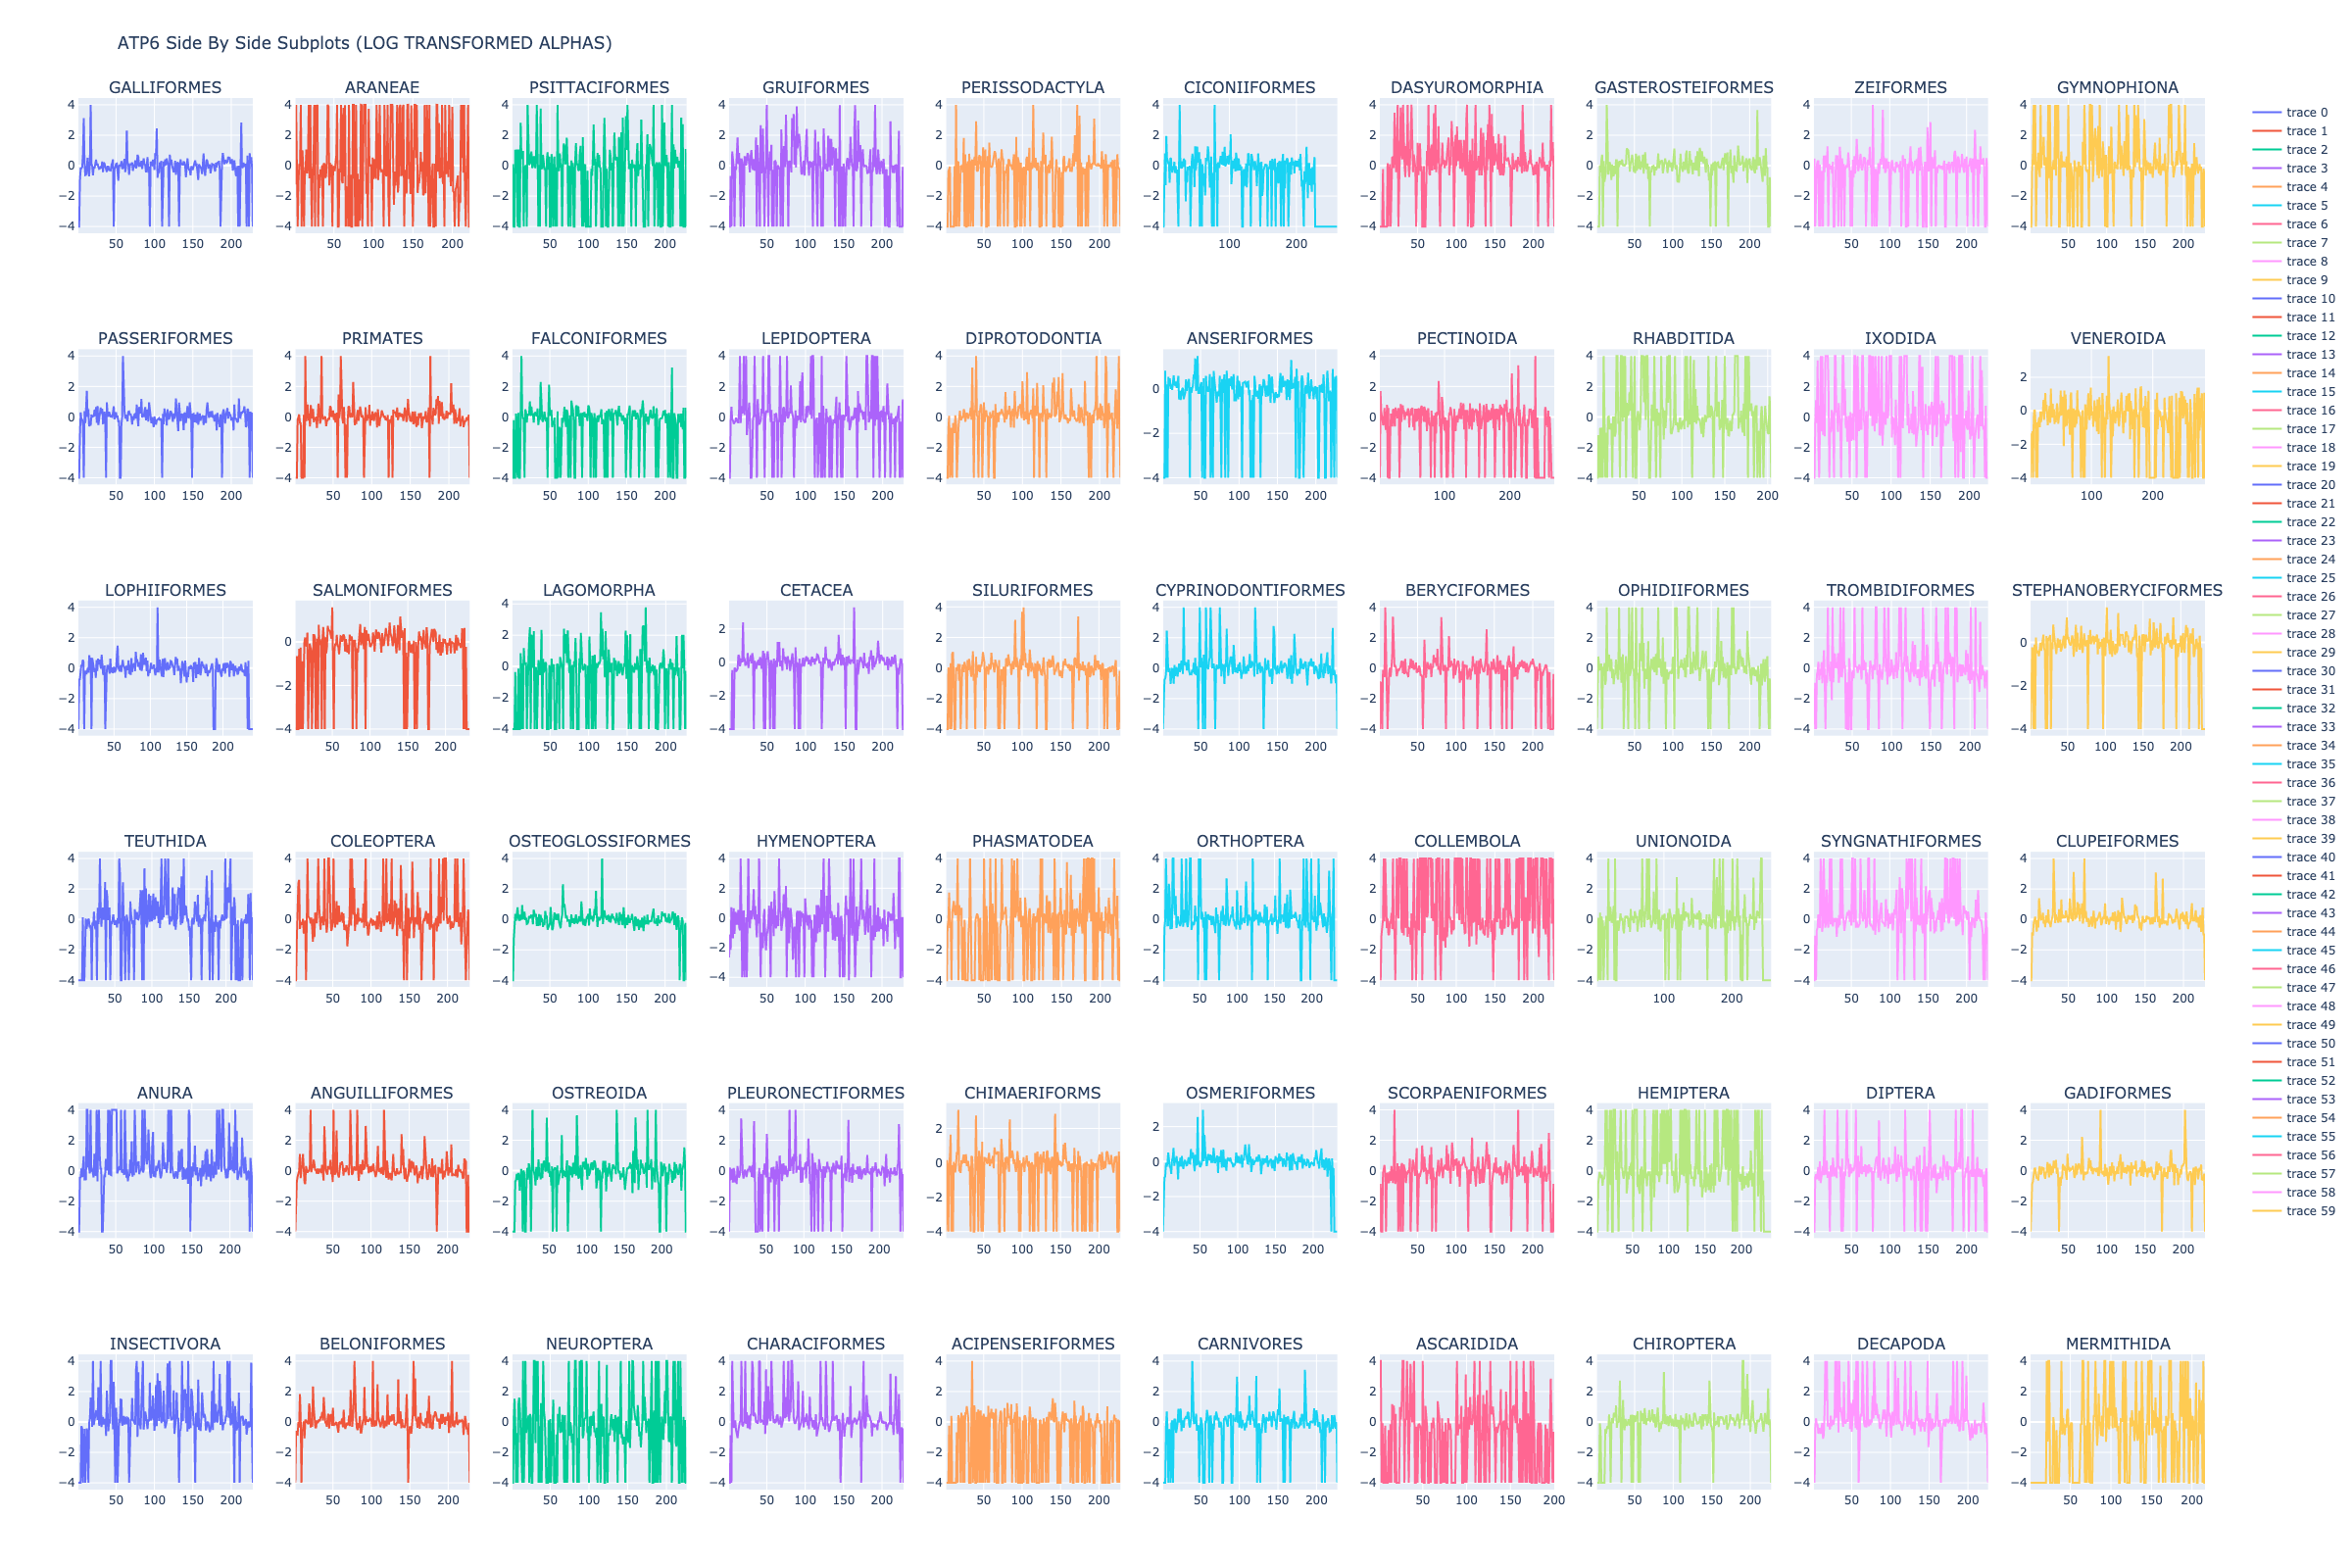 ATP6 Side By Side Subplots (LOG TRANSFORMED ALPHAS)
GALLIFORMES ARANEAE PSITTACIFORMES GRUIFORMES PERISSODACTYLA CICONIIFORMES DASYUROMORPHIA GASTEROSTEIFORMES ZEIFORMES GYMNOPHIONA
PASSERIFORMES PRIMATES FALCONIFORMES LEPIDOPTERA DIPROTODONTIA ANSERIFORMES PECTINOIDA RHABDITIDA IXODIDA VENEROIDA
LOPHIIFORMES SALMONIFORMES LAGOMORPHA CETACEA SILURIFORMES CYPRINODONTIFORMES BERYCIFORMES OPHIDIIFORMES TROMBIDIFORMES STEPHANOBERYCIFORMES
TEUTHIDA COLEOPTERA OSTEOGLOSSIFORMES HYMENOPTERA PHASMATODEA ORTHOPTERA COLLEMBOLA UNIONOIDA SYNGNATHIFORMES CLUPEIFORMES
ANURA ANGUILLIFORMES OSTREOIDA PLEURONECTIFORMES CHIMAERIFORMS OSMERIFORMES SCORPAENIFORMES HEMIPTERA DIPTERA GADIFORMES
INSECTIVORA BELONIFORMES NEUROPTERA CHARACIFORMES ACIPENSERIFORMES CARNIVORES ASCARIDIDA CHIROPTERA DECAPODA MERMITHIDA
trace 0
trace 1
trace 2
trace 3
trace 4
trace 5
trace 6
trace 7
trace 8
trace 9
trace 10
trace 11
trace 12
trace 13
trace 14
trace 15
trace 16
trace 17
trace 18
trace 19
trace 20
trace 21
trace 22
trace 23
trace 24
trace 25
trace 26
trace 27
trace 28
trace 29
trace 30
trace 31
trace 32
trace 33
trace 34
trace 35
trace 36
trace 37
trace 38
trace 39
trace 40
trace 41
trace 42
trace 43
trace 44
trace 45
trace 46
trace 47
trace 48
trace 49
trace 50
trace 51
trace 52
trace 53
trace 54
trace 55
trace 56
trace 57
trace 58
trace 59